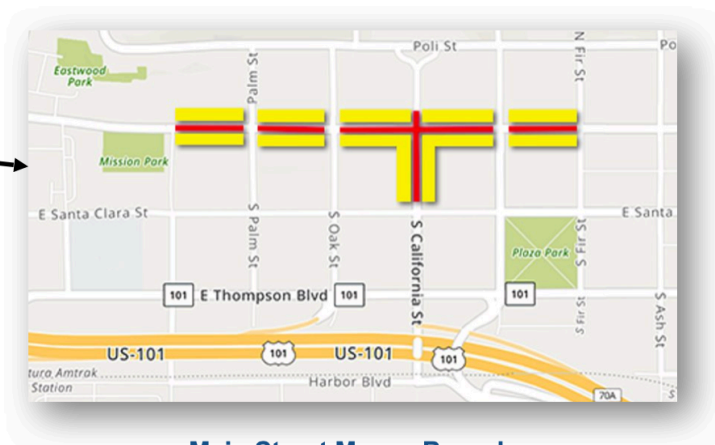 Poli St
Po
N Fir St
Palm St
Eastwood
Park
Mission Park
E Santa Clara St
E Santa
S Palm St
S Oak St
S California St
Plaza Park
S Fir St
101
E Thompson Blvd
101
101
S Fir St
S Ash St
US-101
101
US-101
101
tura Amtrak
Station
Harbor Blvd
70A
S